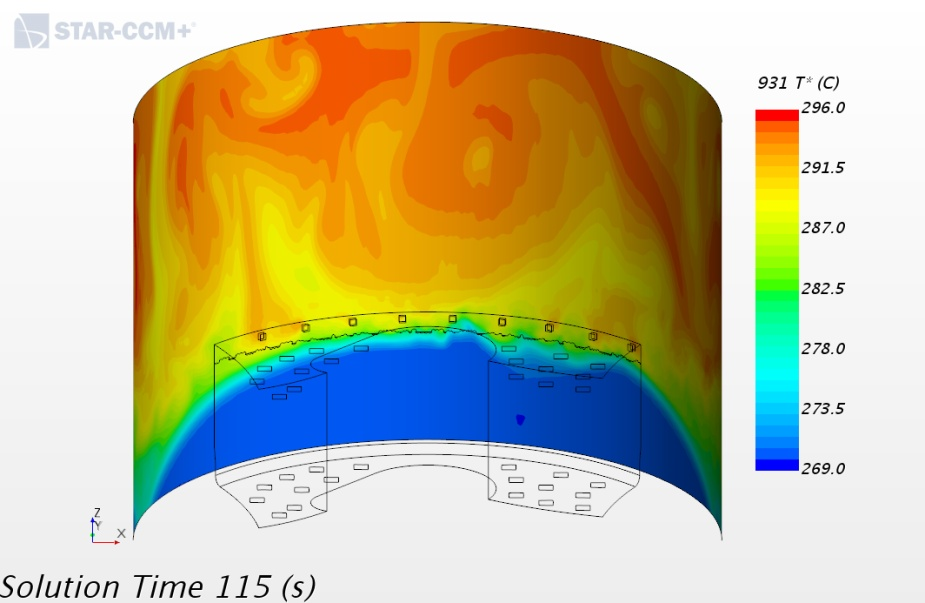 STAR-CCM+
931 T* (C)
296.0
291.5
287.0
282.5
278.0
273.5
269.0
Z
Y
X
Solution Time 115 (s)